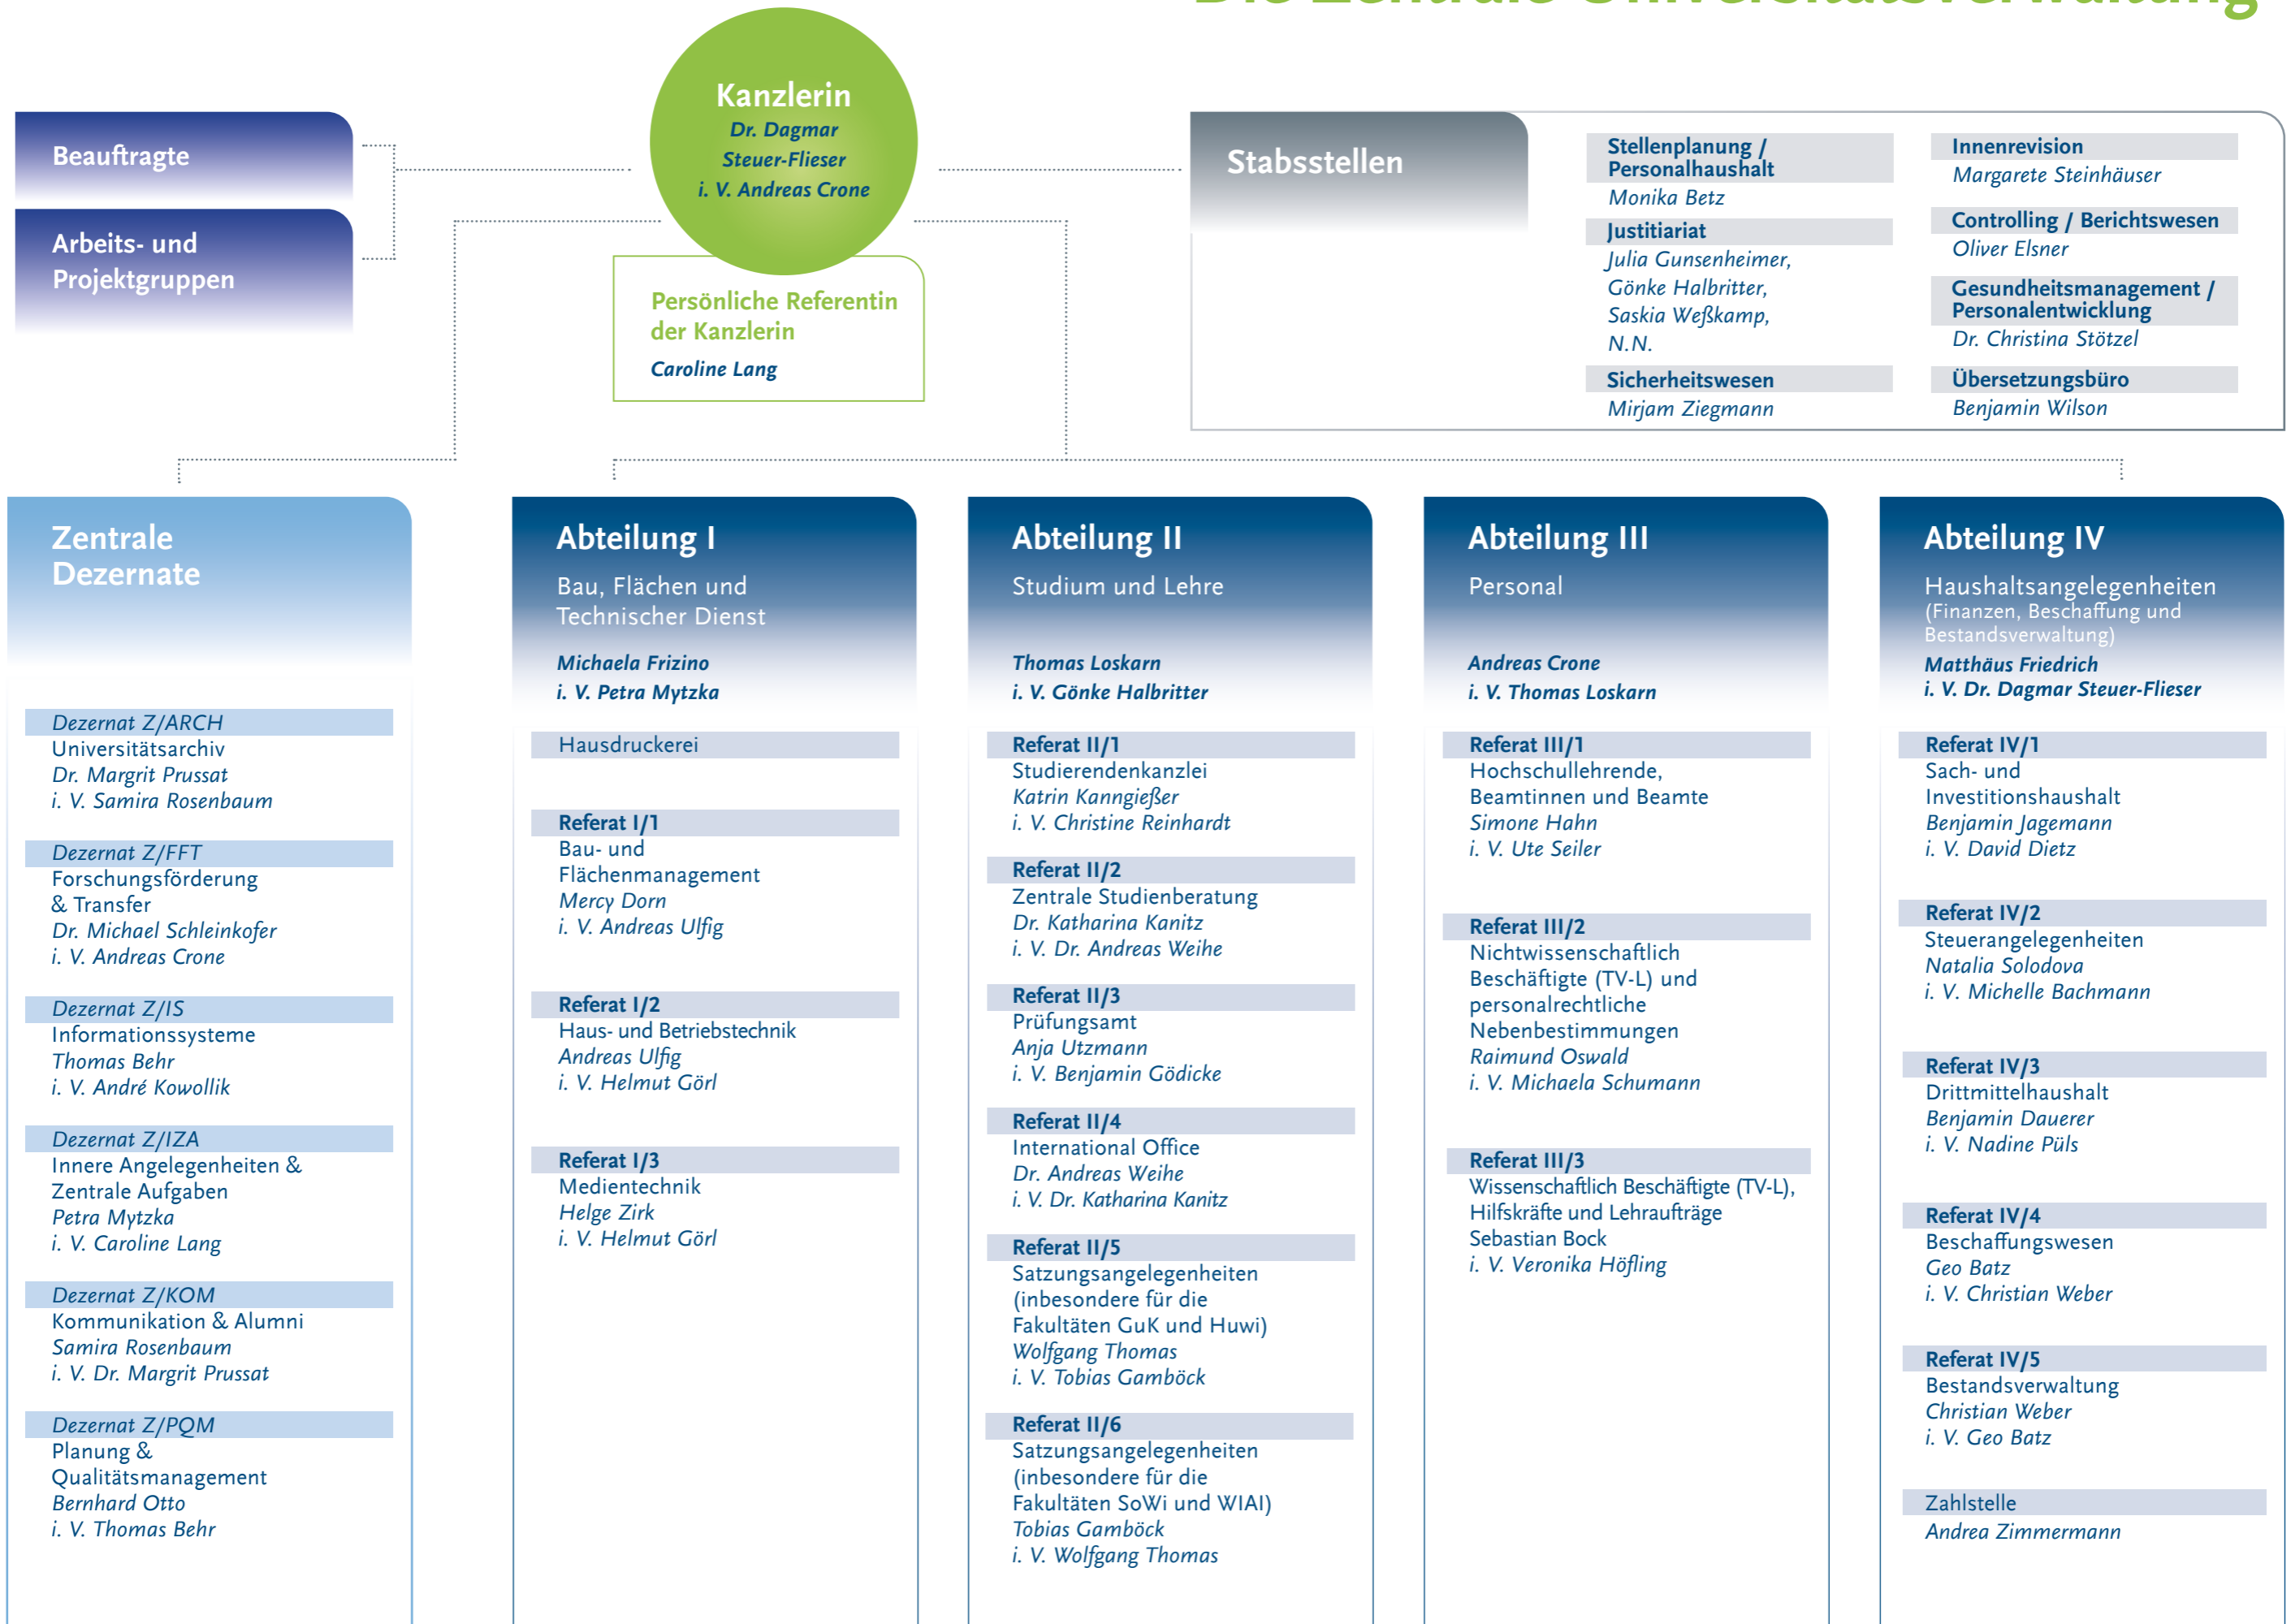 Die Zentrale Universitätsverwaltung
Kanzlerin
Dr. Dagmar
Steuer-Flieser
i. V. Andreas Crone
Beauftragte
Arbeits- und
Projektgruppen
Persönliche Referentin
der Kanzlerin
Caroline Lang
Stabsstellen
Stellenplanung /
Personalhaushalt
Monika Betz
Justitiariat
Julia Gunsenheimer,
Gönke Halbritter,
Saskia Weßkamp,
N.N.
Sicherheitswesen
Mirjam Ziegmann
Innenrevision
Margarete Steinhäuser
Controlling / Berichtswesen
Oliver Elsner
Gesundheitsmanagement /
Personalentwicklung
Dr. Christina Stötzel
Übersetzungsbüro
Benjamin Wilson
Zentrale
Dezernate
Dezernat Z/ARCH
Universitätsarchiv
Dr. Margrit Prussat
i. V. Samira Rosenbaum
Dezernat Z/FFT
Forschungsförderung
& Transfer
Dr. Michael Schleinkofer
i. V. Andreas Crone
Dezernat Z/IS
Informationssysteme
Thomas Behr
i. V. André Kowollik
Dezernat Z/IZA
Innere Angelegenheiten &
Zentrale Aufgaben
Petra Mytzka
i. V. Caroline Lang
Dezernat Z/KOM
Kommunikation & Alumni
Samira Rosenbaum
i. V. Dr. Margrit Prussat
Dezernat Z/PQM
Planung &
Qualitätsmanagement
Bernhard Otto
i. V. Thomas Behr
Abteilung I
Bau, Flächen und
Technischer Dienst
Michaela Frizino
i. V. Petra Mytzka
Hausdruckerei
Referat I/1
Bau- und
Flächenmanagement
Mercy Dorn
i. V. Andreas Ulfig
Referat I/2
Haus- und Betriebstechnik
Andreas Ulfig
i. V. Helmut Görl
Referat I/3
Medientechnik
Helge Zirk
i. V. Helmut Görl
Abteilung II
Studium und Lehre
Thomas Loskarn
i. V. Gönke Halbritter
Referat II/1
Studierendenkanzlei
Katrin Kanngießer
i. V. Christine Reinhardt
Referat II/2
Zentrale Studienberatung
Dr. Katharina Kanitz
i. V. Dr. Andreas Weihe
Referat II/3
Prüfungsamt
Anja Utzmann
i. V. Benjamin Gödicke
Referat II/4
International Office
Dr. Andreas Weihe
i. V. Dr. Katharina Kanitz
Referat II/5
Satzungsangelegenheiten
(inbesondere für die
Fakultäten GuK und Huwi)
Wolfgang Thomas
i. V. Tobias Gamböck
Referat II/6
Satzungsangelegenheiten
(inbesondere für die
Fakultäten SoWi und WIAI)
Tobias Gamböck
i. V. Wolfgang Thomas
Abteilung III
Personal
Andreas Crone
i. V. Thomas Loskarn
Referat III/1
Hochschullehrende,
Beamtinnen und Beamte
Simone Hahn
i. V. Ute Seiler
Referat III/2
Nichtwissenschaftlich
Beschäftigte (TV-L) und
personalrechtliche
Nebenbestimmungen
Raimund Oswald
i. V. Michaela Schumann
Referat III/3
Wissenschaftlich Beschäftigte (TV-L),
Hilfskräfte und Lehraufträge
Sebastian Bock
i. V. Veronika Höfling
Abteilung IV
Haushaltsangelegenheiten
(Finanzen, Beschaffung und
Bestandsverwaltung)
Matthäus Friedrich
i. V. Dr. Dagmar Steuer-Flieser
Referat IV/1
Sach- und
Investitionshaushalt
Benjamin Jagemann
i. V. David Dietz
Referat IV/2
Steuerangelegenheiten
Natalia Solodova
i. V. Michelle Bachmann
Referat IV/3
Drittmittelhaushalt
Benjamin Dauerer
i. V. Nadine Püls
Referat IV/4
Beschaffungswesen
Geo Batz
i. V. Christian Weber
Referat IV/5
Bestandsverwaltung
Christian Weber
i. V. Geo Batz
Zahlstelle
Andrea Zimmermann